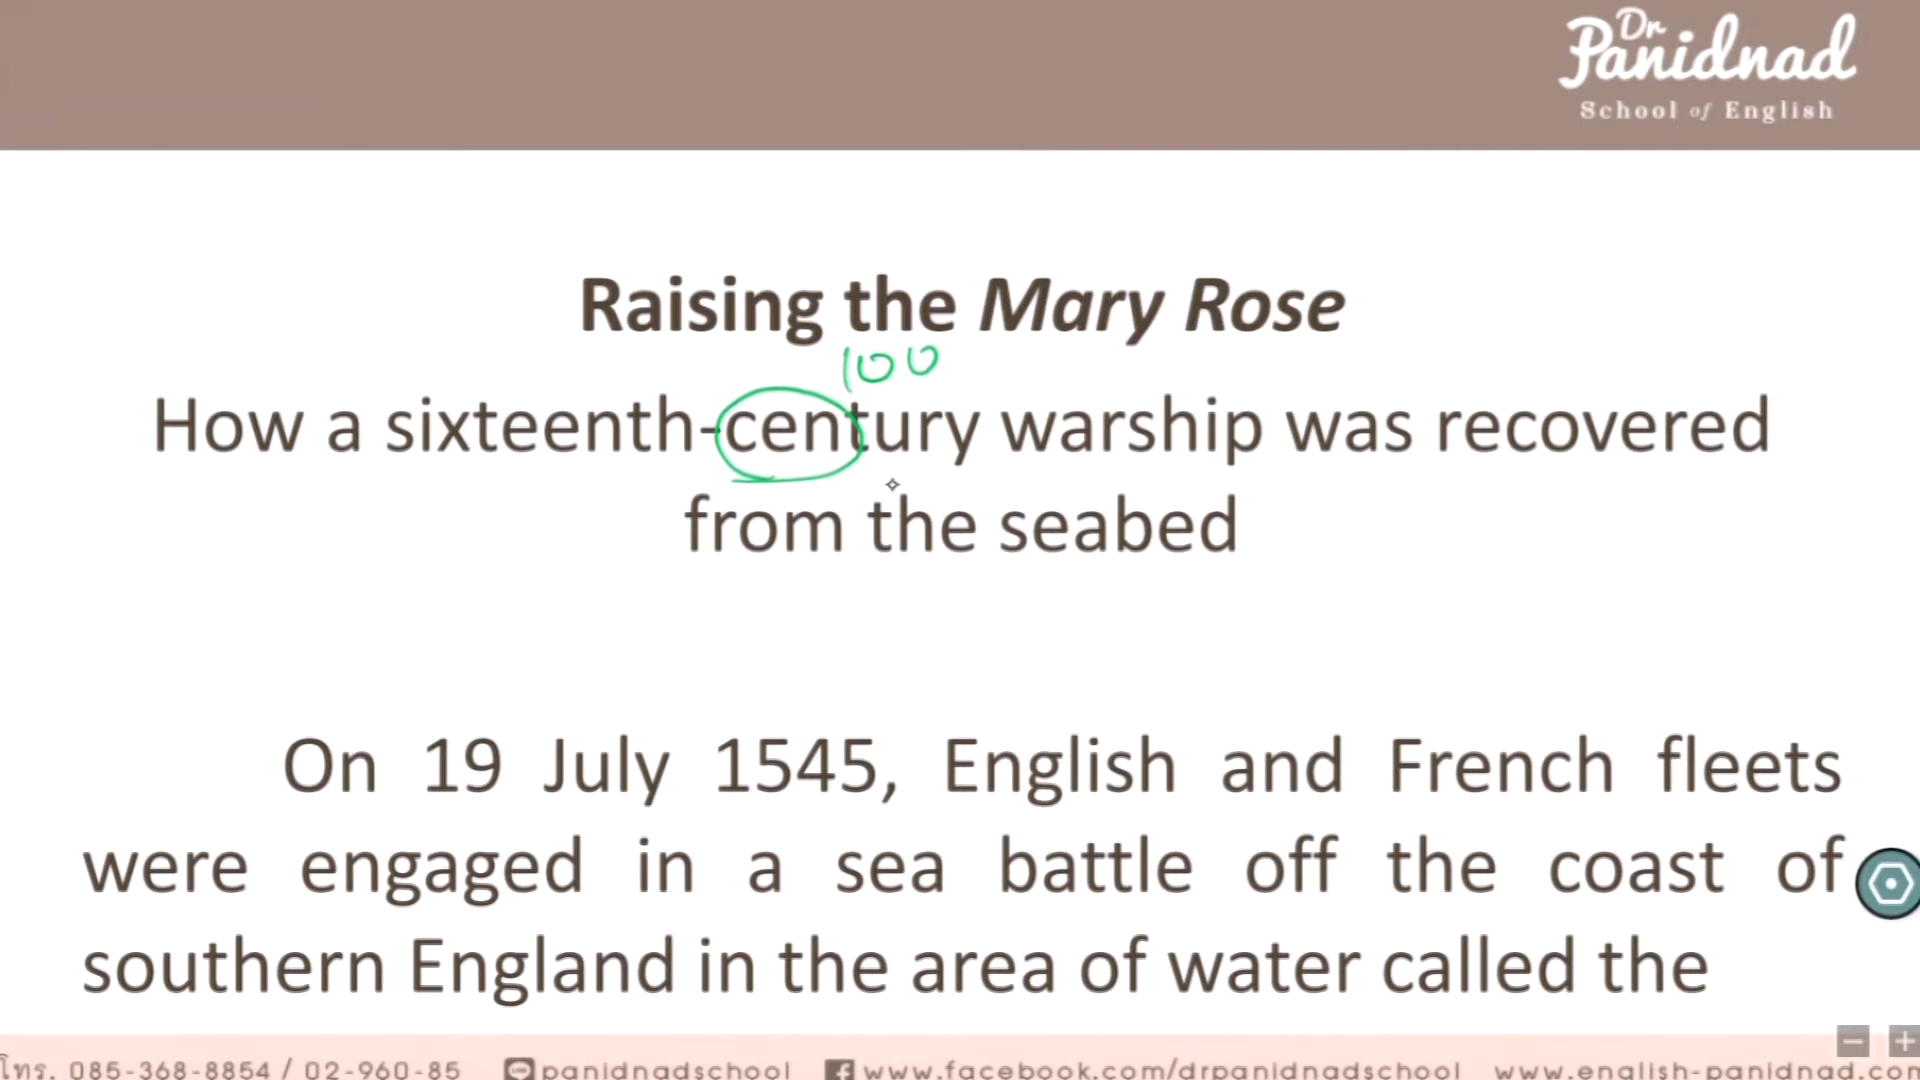 Dr
Panidnad
School of English
Raising the Mary Rose
100
How a sixteenth-century warship was recovered
from the seabed
On 19 July 1545, English and French fleets
were engaged in a sea battle off the coast of
southern England in the area of water called the
โทร. 085-368-8854 / 02-960-85 panidnadschool www.facebook.com/drpanidnadschool www.english-panidnad.com